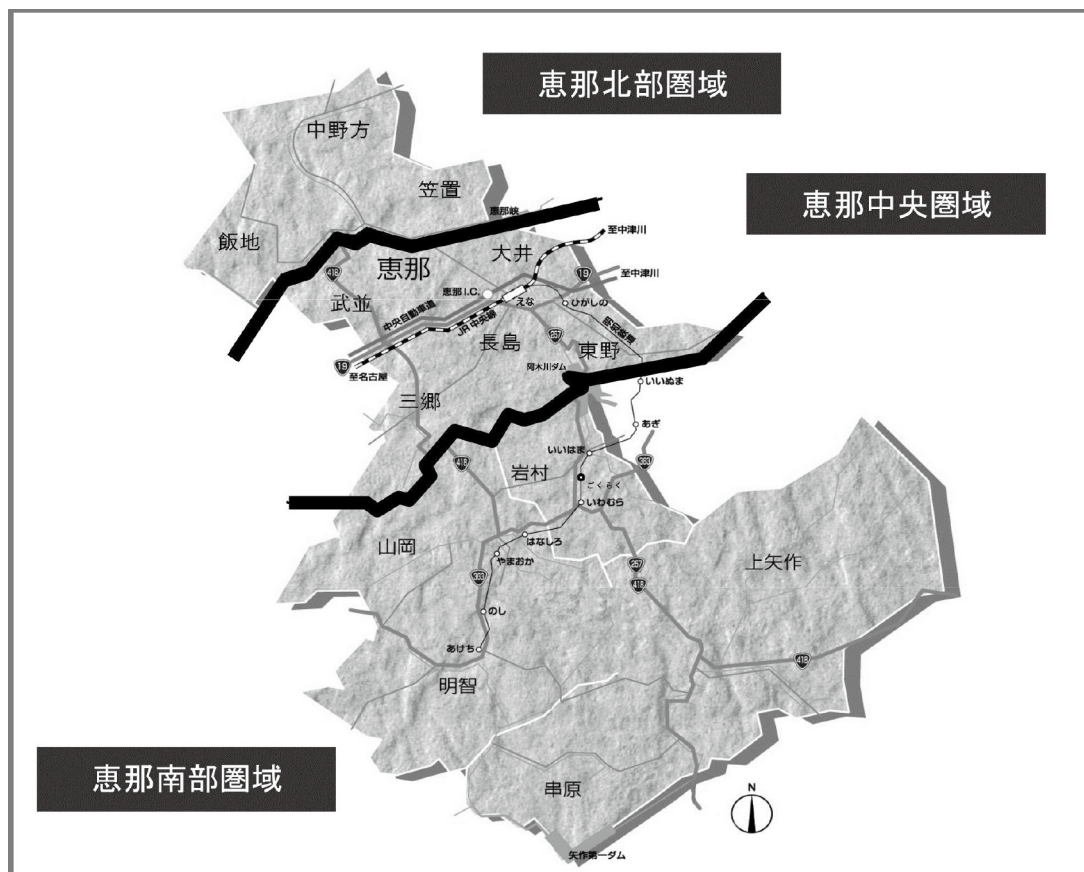 恵那北部圏域
中野方
笠置
恵那中央圏域
恵那峡
飯地
至中津川
大井
恵那
418
19
至中津川
武並
恵那I.C.
えな
ひがしの
中央自動車道
JR中央線
長島
257
東野
19
至名古屋
阿木川ダム
いいぬま
三郷
あぎ
いいはま
418
岩村
363
ごくらく
いわむら
山岡
はなしろ
やまおか
363
257
418
上矢作
のし
あけち
418
明智
恵那南部圏域
串原
N
矢作第一ダム